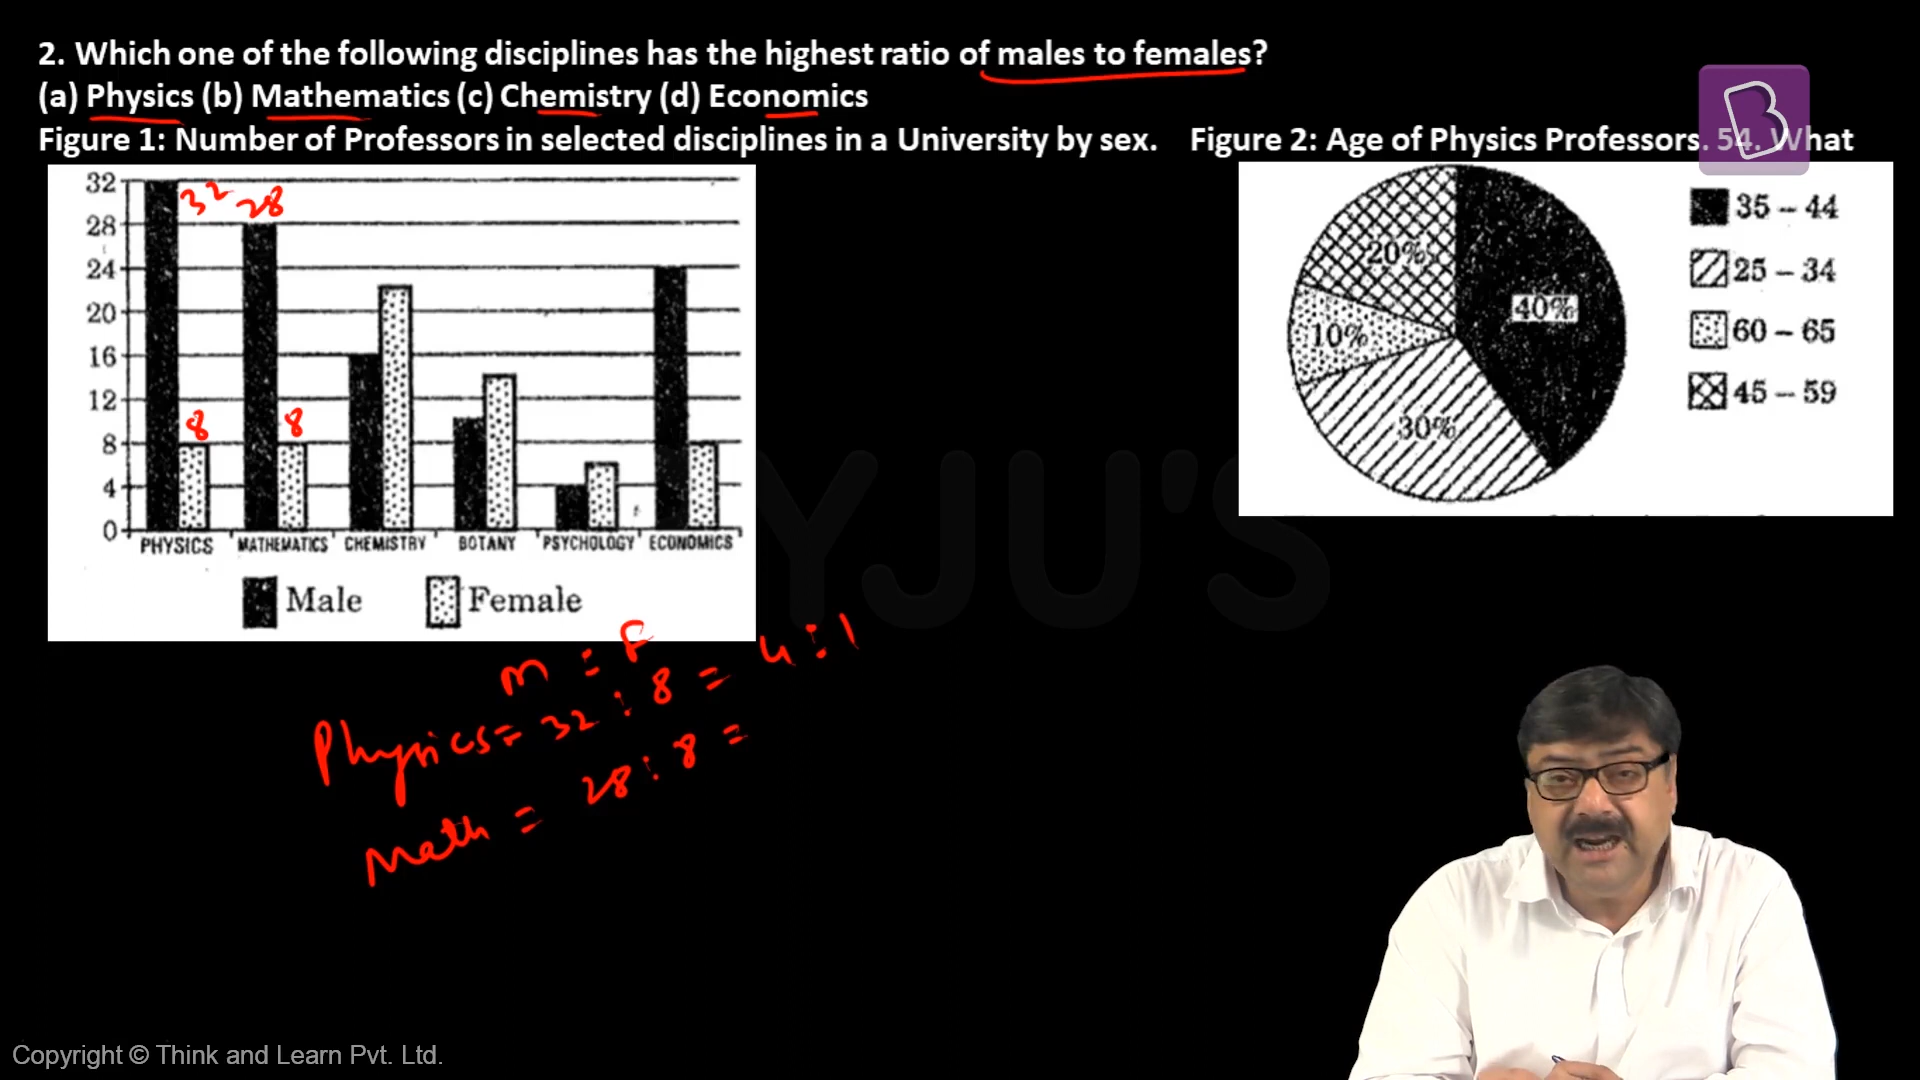 2. Which one of the following disciplines has the highest ratio of males to females?
(a) Physics (b) Mathematics (c) Chemistry (d) Economics
Figure 1: Number of Professors in selected disciplines in a University by sex. Figure 2: Age of Physics Professors. 54. What
B
32
28
24
20
16
12
8
4
0
32
28
8
8
PHYSICS MATHEMATICS CHEMISTRY BOTANY PSYCHOLOGY ECONOMICS
Male Female
20%
40%
10%
30%
35 – 44
25 – 34
60 – 65
45 – 59
YJU'S
m : F
Physics = 32 : 8 = 4 : 1
Math = 28 : 8 =
Copyright © Think and Learn Pvt. Ltd.